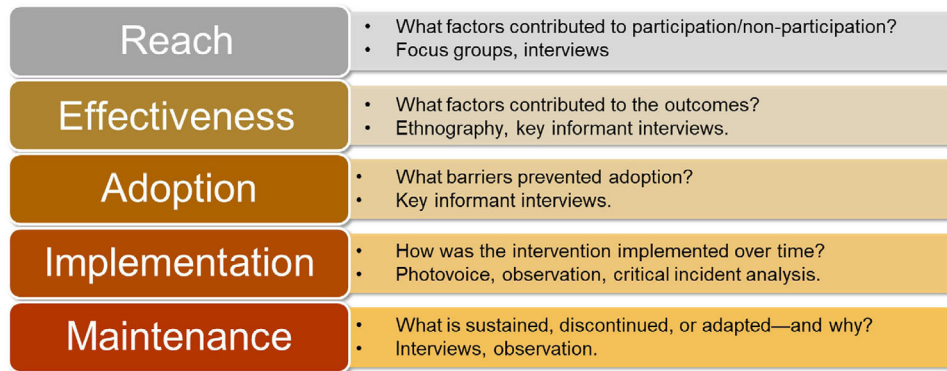 Reach
• What factors contributed to participation/non-participation?
• Focus groups, interviews
Effectiveness
• What factors contributed to the outcomes?
• Ethnography, key informant interviews.
Adoption
• What barriers prevented adoption?
• Key informant interviews.
Implementation
• How was the intervention implemented over time?
• Photovoice, observation, critical incident analysis.
Maintenance
• What is sustained, discontinued, or adapted—and why?
• Interviews, observation.